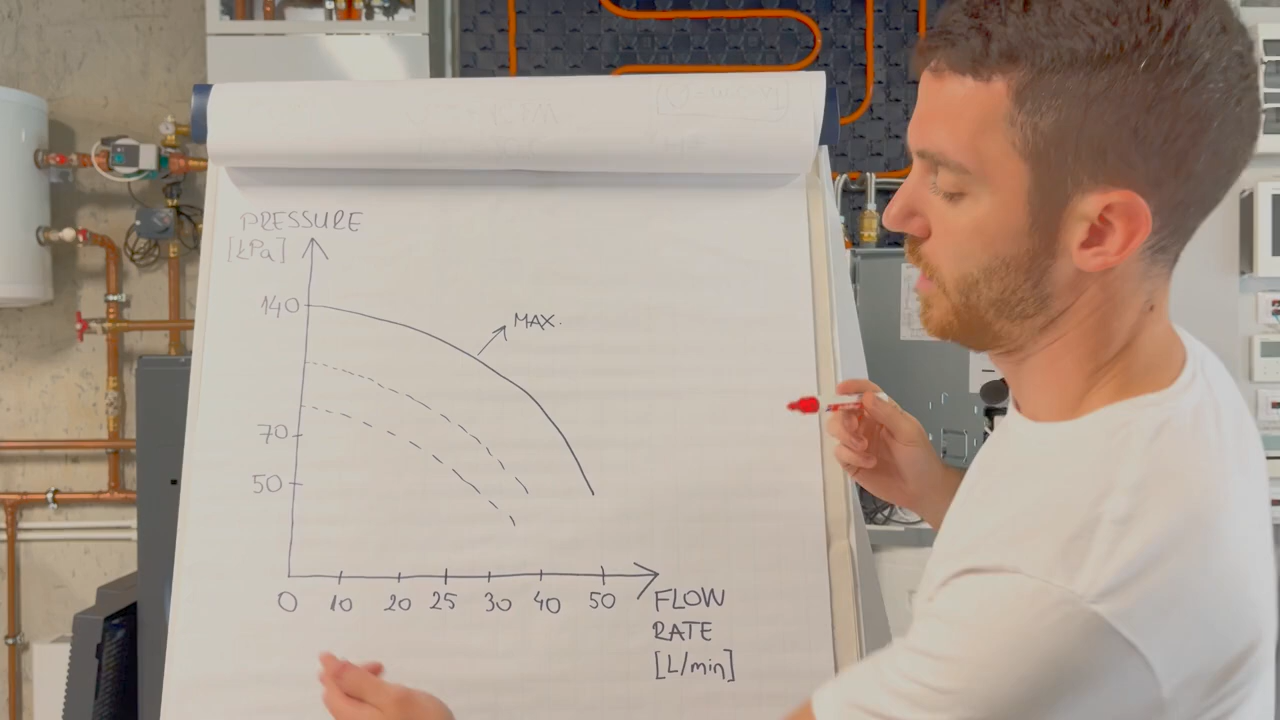 PRESSURE
[kPa]
140
MAX.
70
50
0 10 20 25 30 40 50
FLOW
RATE
[L/min]